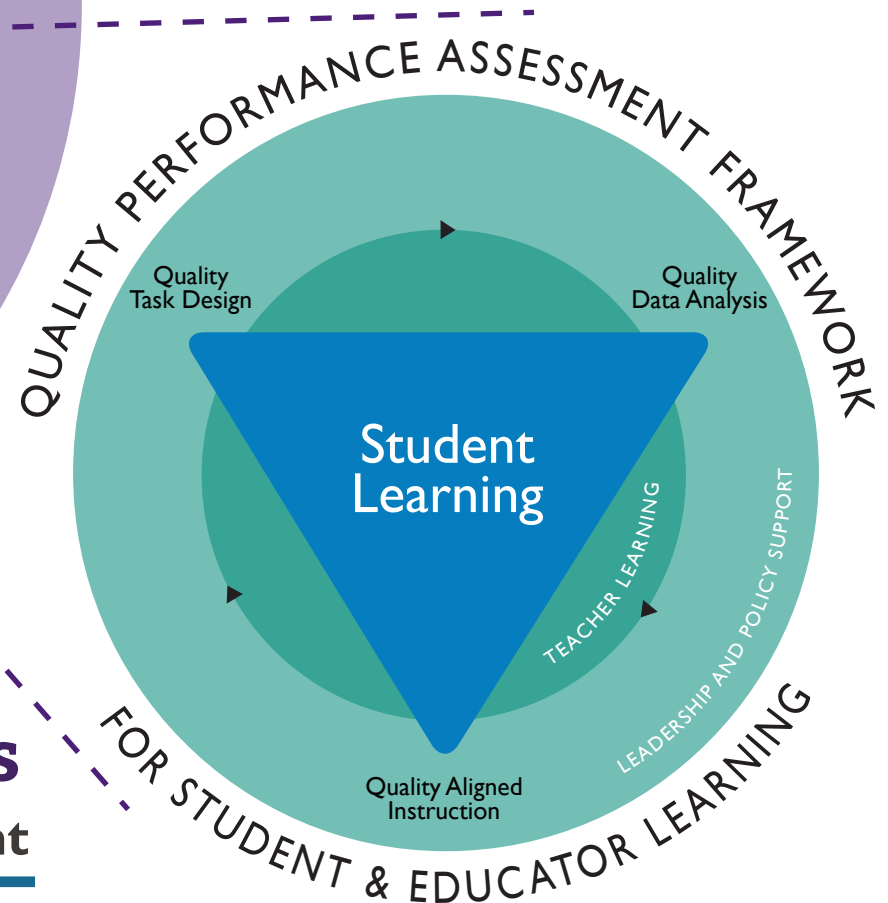 QUALITY PERFORMANCE ASSESSMENT FRAMEWORK
Quality
Task Design
Quality
Data Analysis
Student
Learning
TEACHER LEARNING
LEADERSHIP AND POLICY SUPPORT
s
nt
Quality Aligned
Instruction
FOR STUDENT & EDUCATOR LEARNING